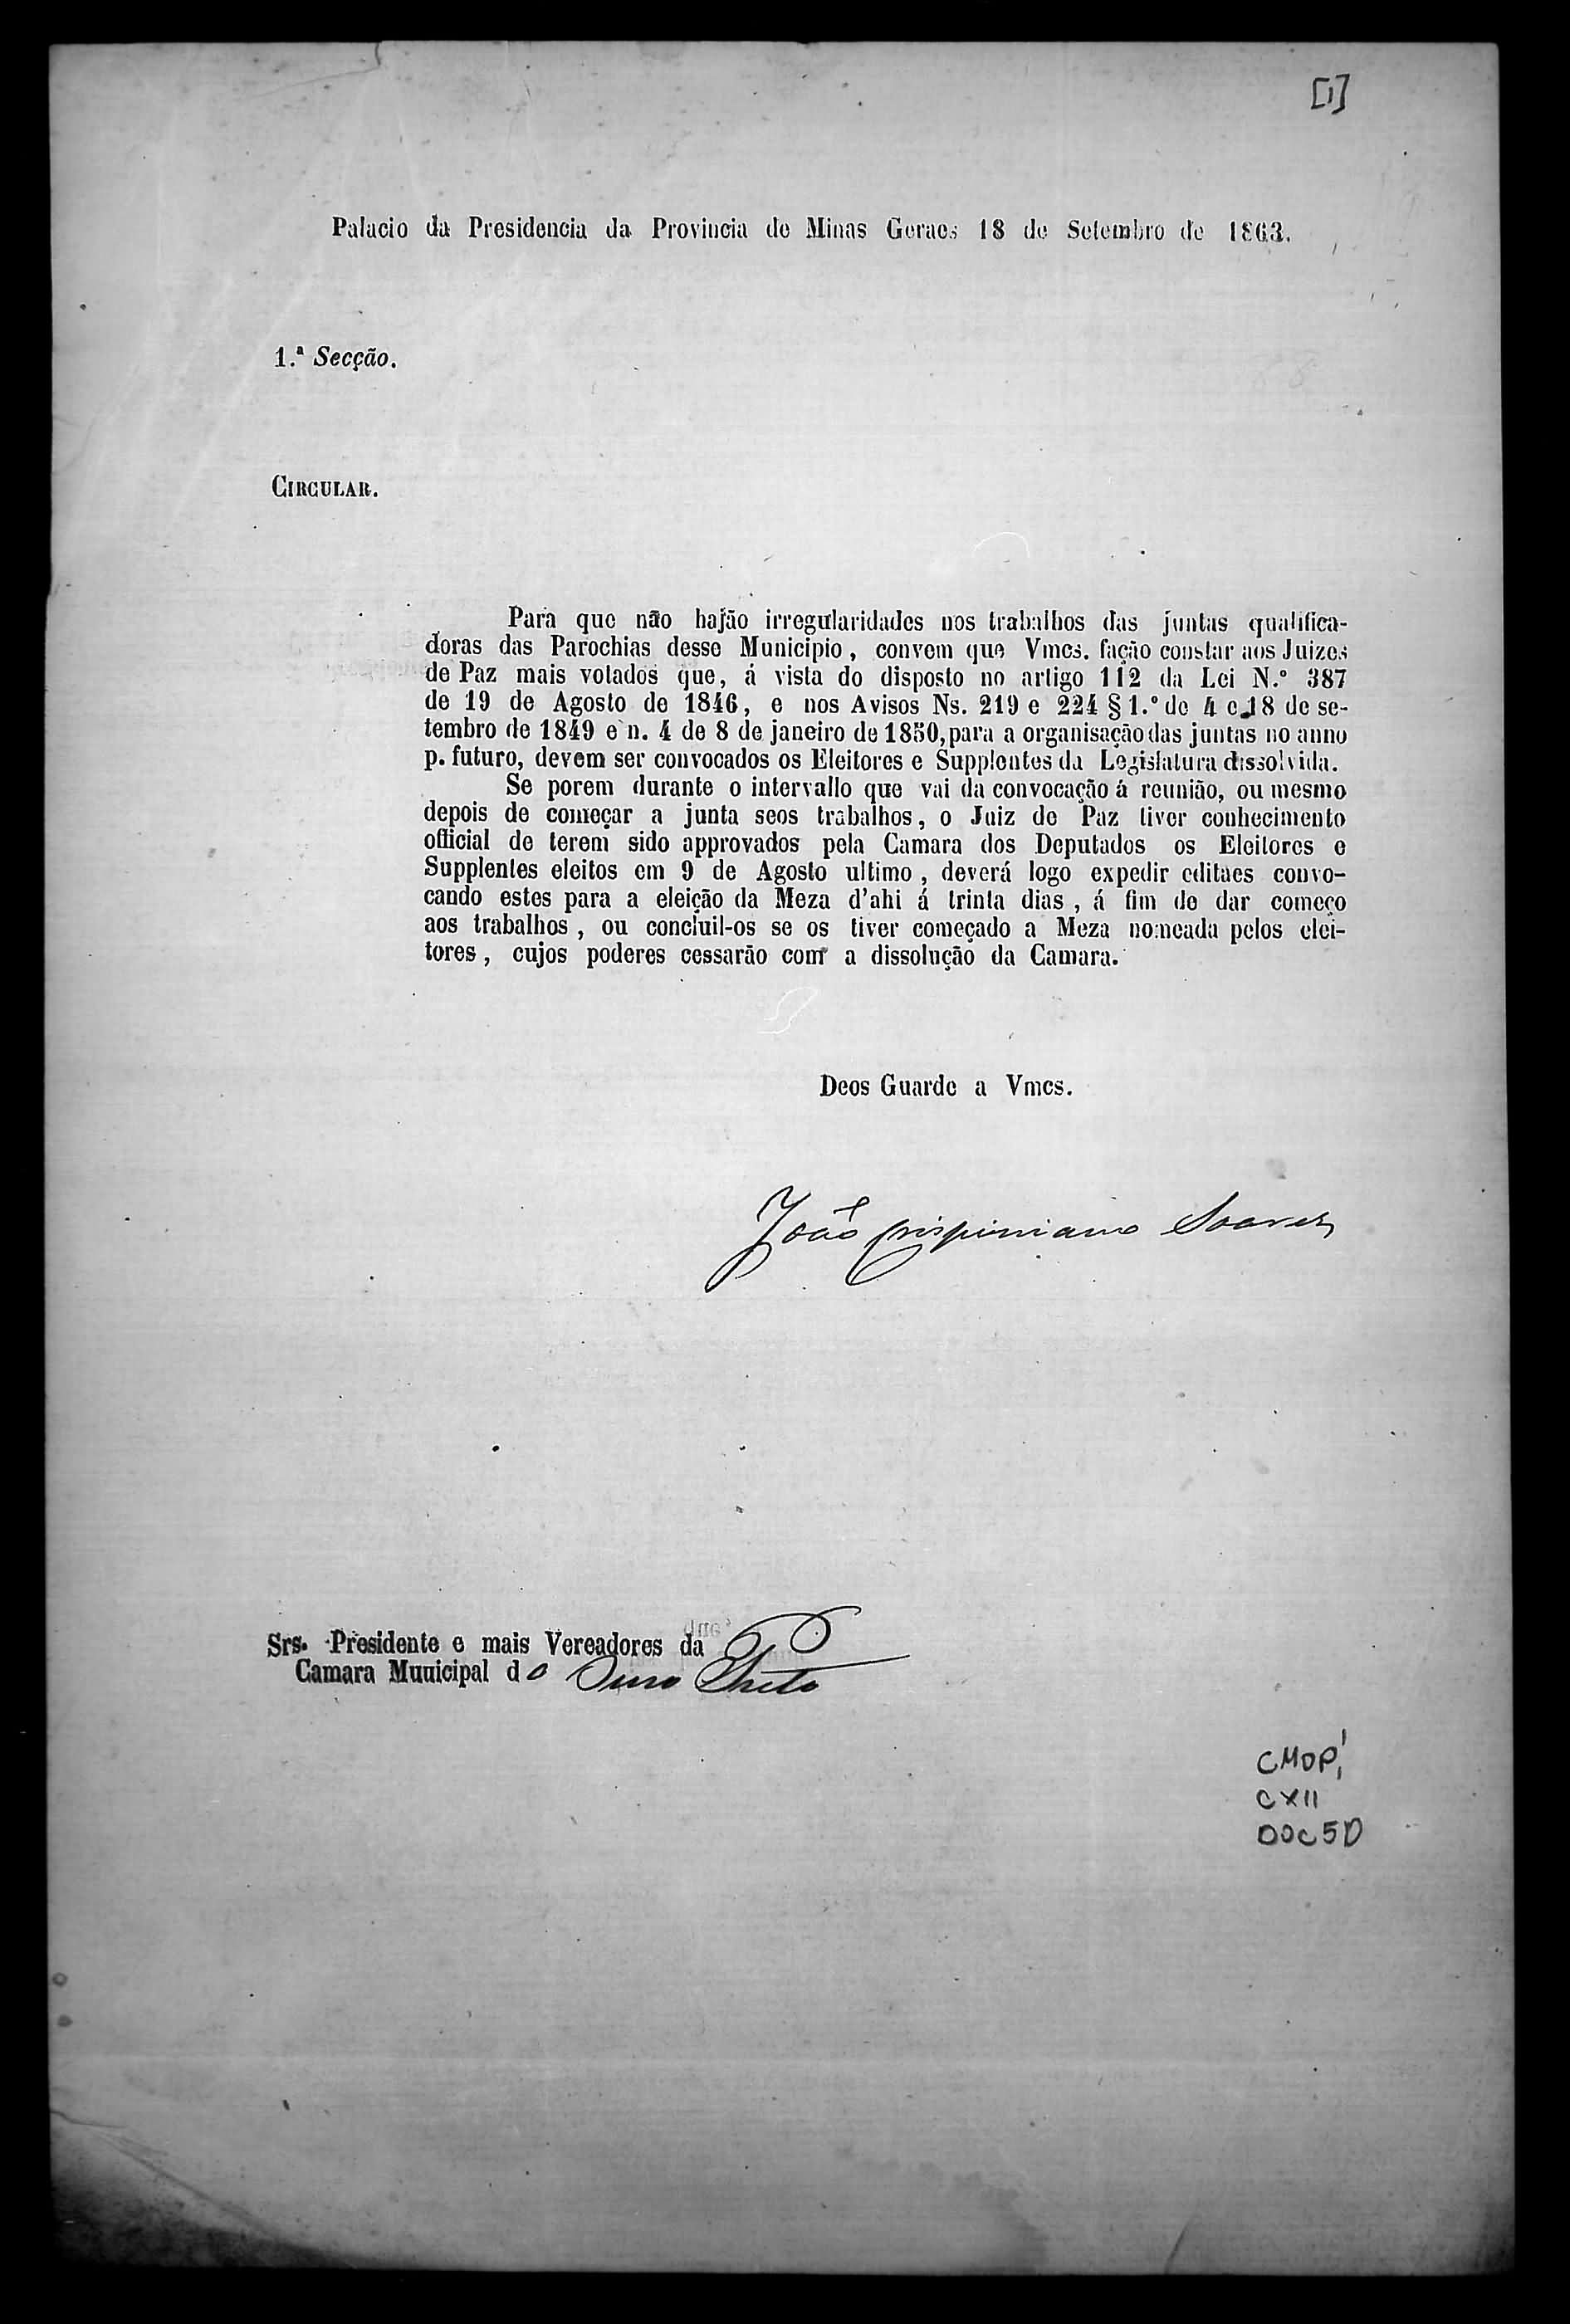 [1]
Palacio da Presidencia da Provincia de Minas Geraes 18 de Setembro de 1863.
1.ª Secção.
CIRCULAR.
Para que não hajão irregularidades nos trabalhos das juntas qualifica-
doras das Parochias desse Municipio, convem que Vmcs. fação constar aos Juizes
de Paz mais votados que, á vista do disposto no artigo 112 da Lei N.º 387
de 19 de Agosto de 1846, e nos Avisos Ns. 219 e 224 § 1.º de 4 e 18 de se-
tembro de 1849 e n. 4 de 8 de janeiro de 1850, para a organisação das juntas no anno
p. futuro, devem ser convocados os Eleitores e Supplentes da Legislatura dissolvida.
Se porem durante o intervallo que vai da convocação á reunião, ou mesmo
depois de começar a junta seos trabalhos, o Juiz de Paz tiver conhecimento
official de terem sido approvados pela Camara dos Deputados os Eleitores e
Supplentes eleitos em 9 de Agosto ultimo, deverá logo expedir editaes convo-
cando estes para a eleição da Meza d'ahi á trinta dias, á fim de dar começo
aos trabalhos, ou concluil-os se os tiver começado a Meza nomeada pelos elei-
tores, cujos poderes cessarão com a dissolução da Camara.
Deos Guarde a Vmcs.
João Crispiniano Soares
Srs. Presidente e mais Vereadores da
Camara Municipal do Ouro Preto
CMOP
CXII
DOC 5D